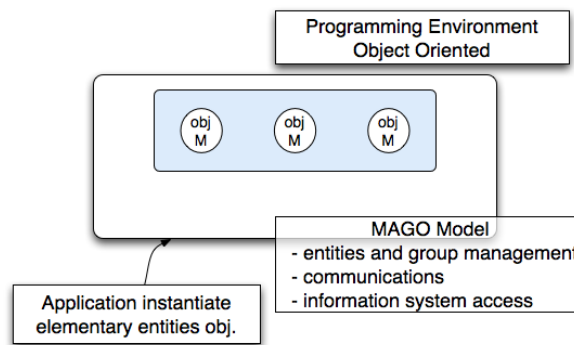 Programming Environment
Object Oriented
obj
M
obj
M
obj
M
MAGO Model
- entities and group management
- communications
- information system access
Application instantiate
elementary entities obj.